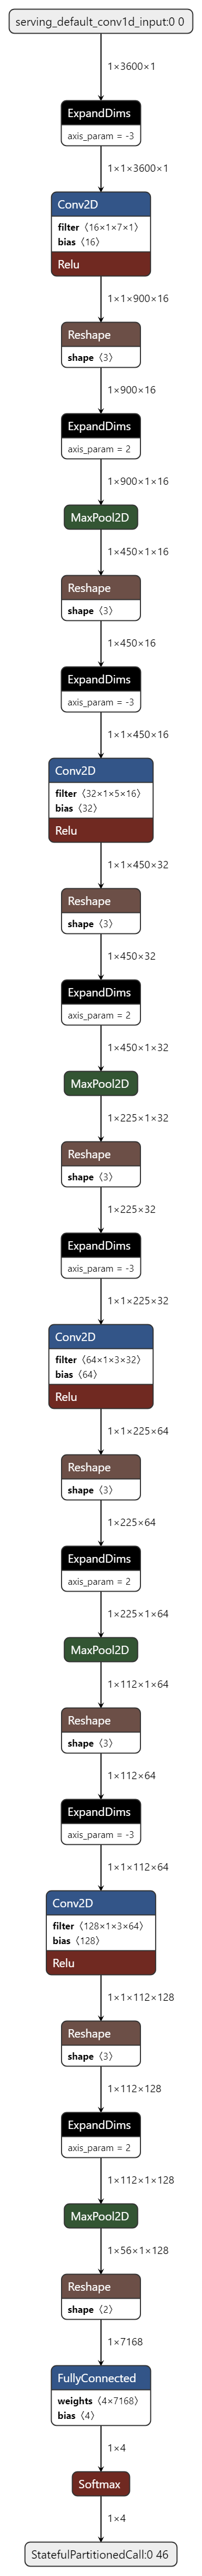 serving_default_conv1d_input:0 0
1×3600×1
ExpandDims
axis_param = -3
1×1×3600×1
Conv2D
filter ⟨16×1×7×1⟩
bias ⟨16⟩
Relu
1×1×900×16
Reshape
shape ⟨3⟩
1×900×16
ExpandDims
axis_param = 2
1×900×1×16
MaxPool2D
1×450×1×16
Reshape
shape ⟨3⟩
1×450×16
ExpandDims
axis_param = -3
1×1×450×16
Conv2D
filter ⟨32×1×5×16⟩
bias ⟨32⟩
Relu
1×1×450×32
Reshape
shape ⟨3⟩
1×450×32
ExpandDims
axis_param = 2
1×450×1×32
MaxPool2D
1×225×1×32
Reshape
shape ⟨3⟩
1×225×32
ExpandDims
axis_param = -3
1×1×225×32
Conv2D
filter ⟨64×1×3×32⟩
bias ⟨64⟩
Relu
1×1×225×64
Reshape
shape ⟨3⟩
1×225×64
ExpandDims
axis_param = 2
1×225×1×64
MaxPool2D
1×112×1×64
Reshape
shape ⟨3⟩
1×112×64
ExpandDims
axis_param = -3
1×1×112×64
Conv2D
filter ⟨128×1×3×64⟩
bias ⟨128⟩
Relu
1×1×112×128
Reshape
shape ⟨3⟩
1×112×128
ExpandDims
axis_param = 2
1×112×1×128
MaxPool2D
1×56×1×128
Reshape
shape ⟨2⟩
1×7168
FullyConnected
weights ⟨4×7168⟩
bias ⟨4⟩
1×4
Softmax
1×4
StatefulPartitionedCall:0 46